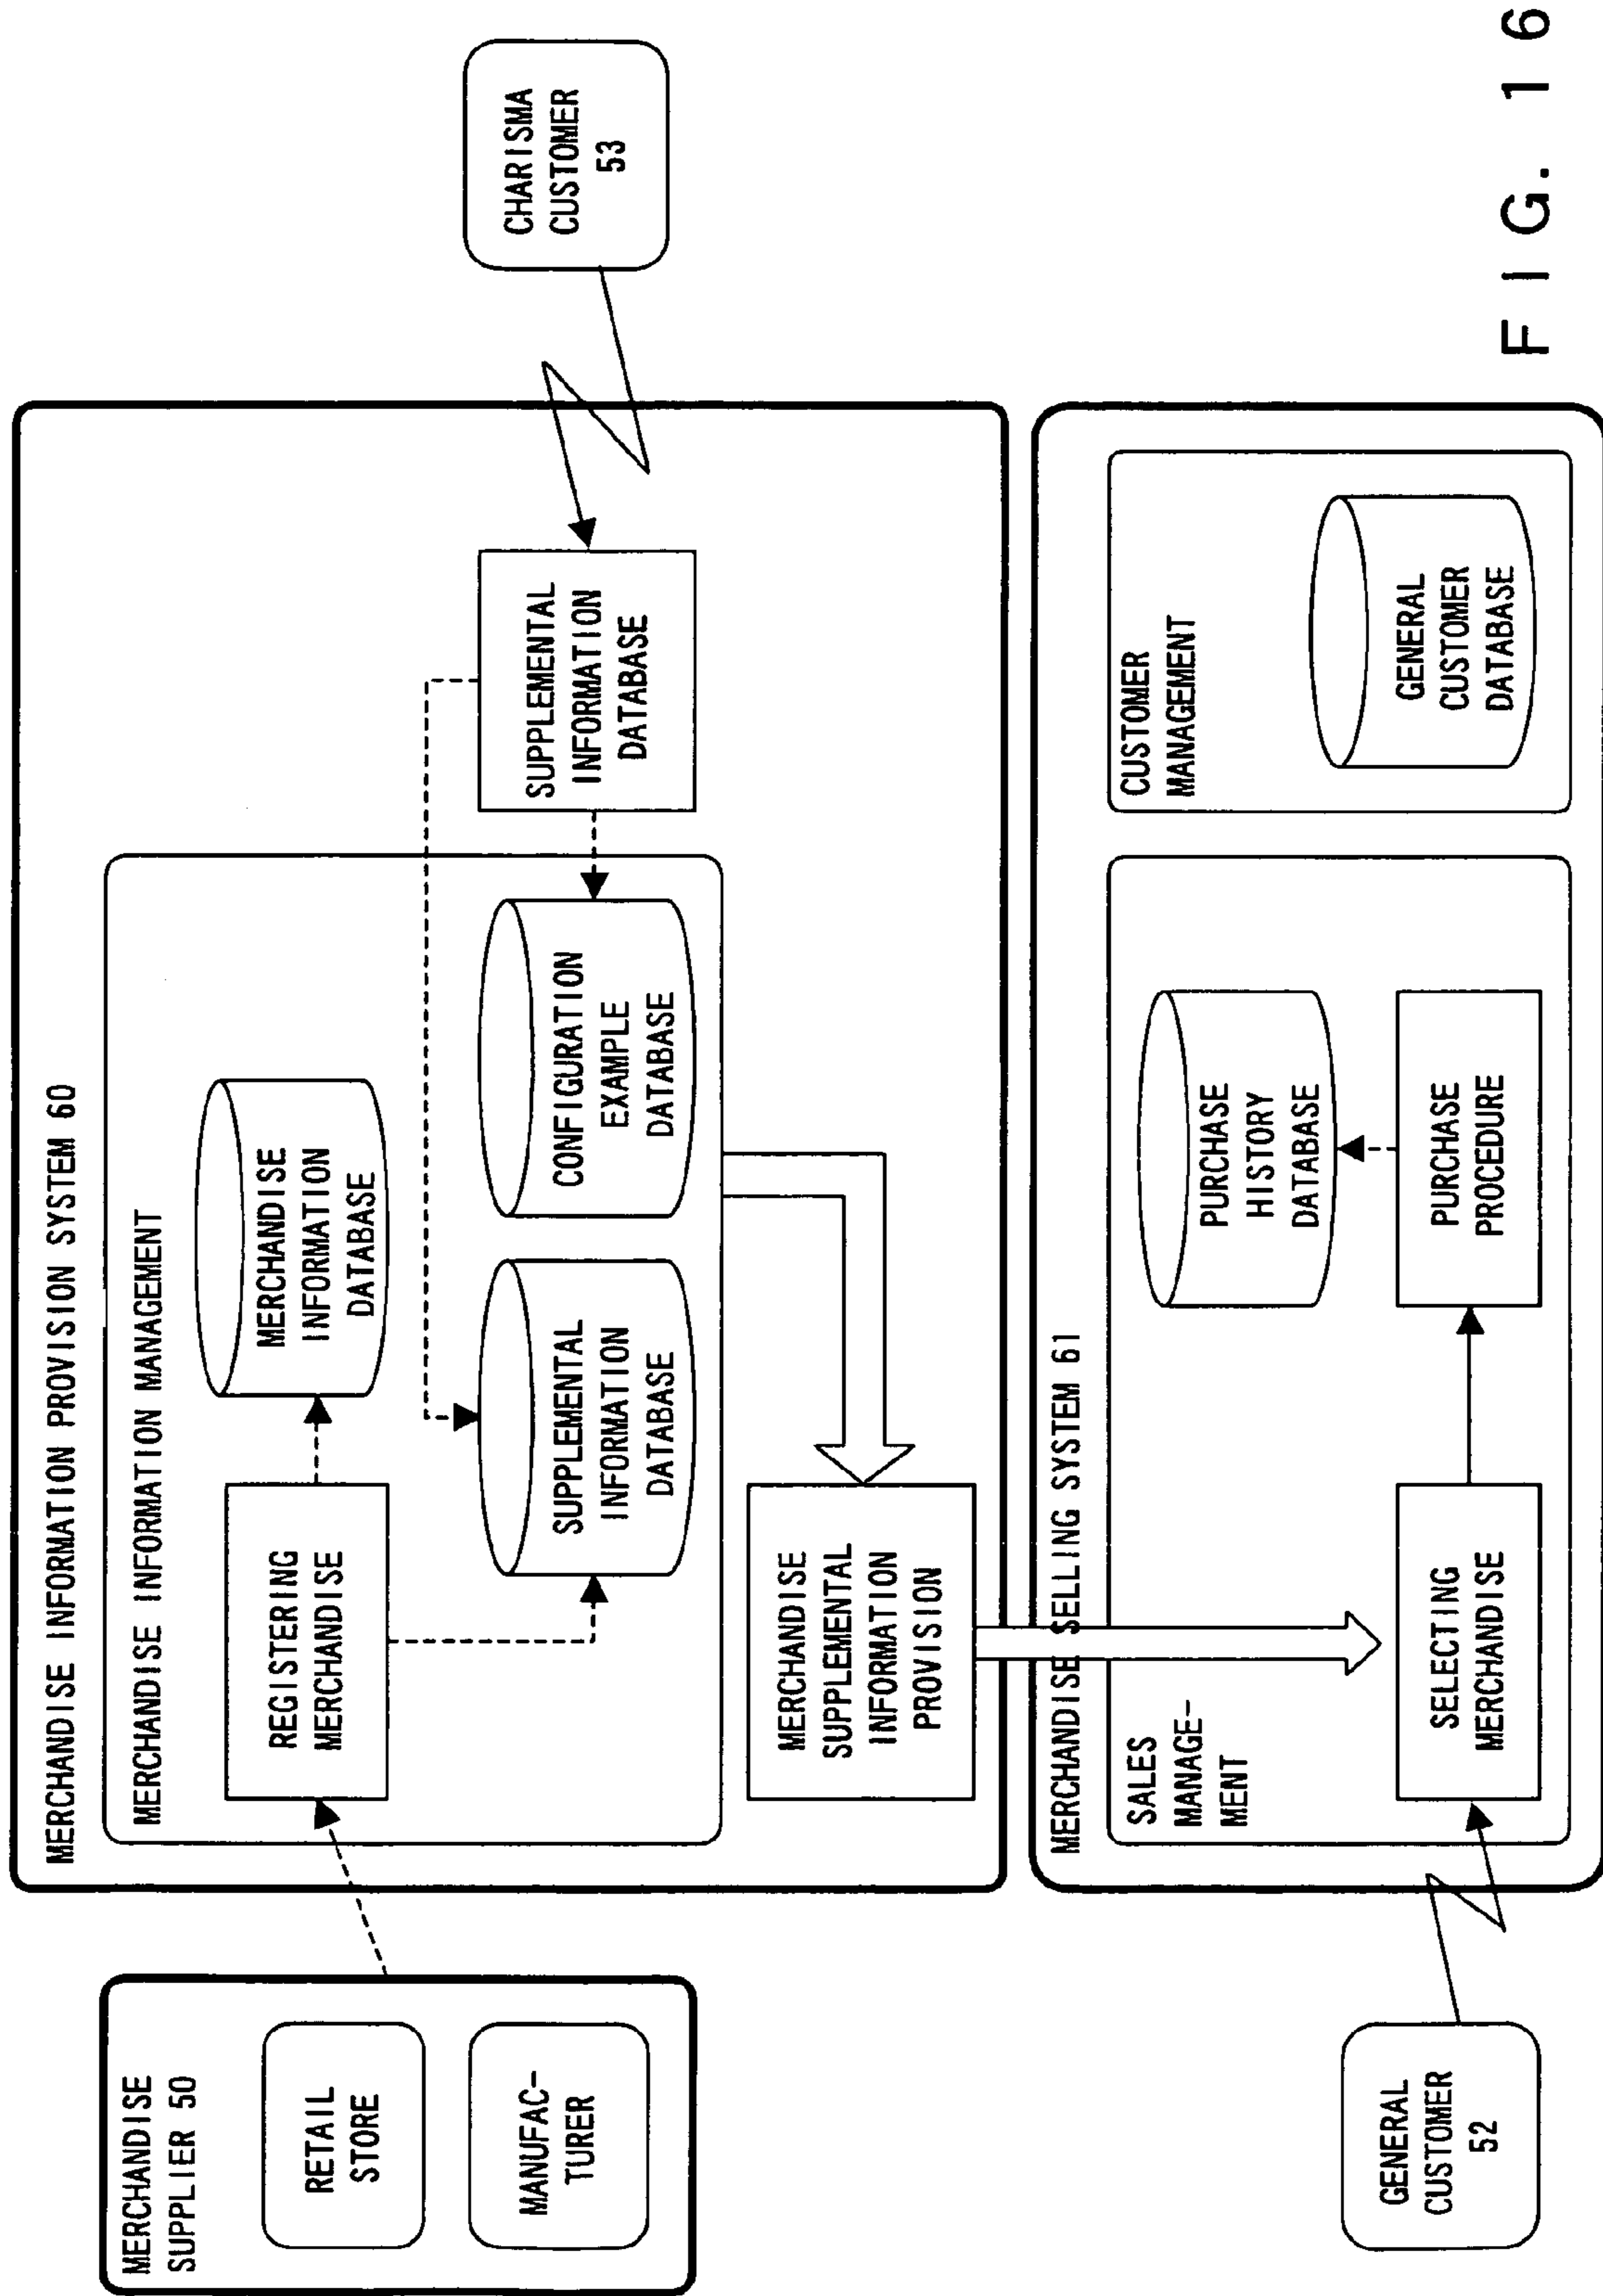 MERCHANDISE INFORMATION PROVISION SYSTEM 60
MERCHANDISE
SUPPLIER 50
RETAIL
STORE
MANUFAC-
TURER
MERCHANDISE INFORMATION MANAGEMENT
REGISTERING
MERCHANDISE
MERCHANDISE
INFORMATION
DATABASE
SUPPLEMENTAL
INFORMATION
DATABASE
CONFIGURATION
EXAMPLE
DATABASE
SUPPLEMENTAL
INFORMATION
DATABASE
CHARISMA
CUSTOMER
53
MERCHANDISE
SUPPLEMENTAL
INFORMATION
PROVISION
MERCHANDISE SELLING SYSTEM 61
SALES
MANAGE-
MENT
SELECTING
MERCHANDISE
PURCHASE
HISTORY
DATABASE
PURCHASE
PROCEDURE
CUSTOMER
MANAGEMENT
GENERAL
CUSTOMER
DATABASE
GENERAL
CUSTOMER
52
FIG. 16